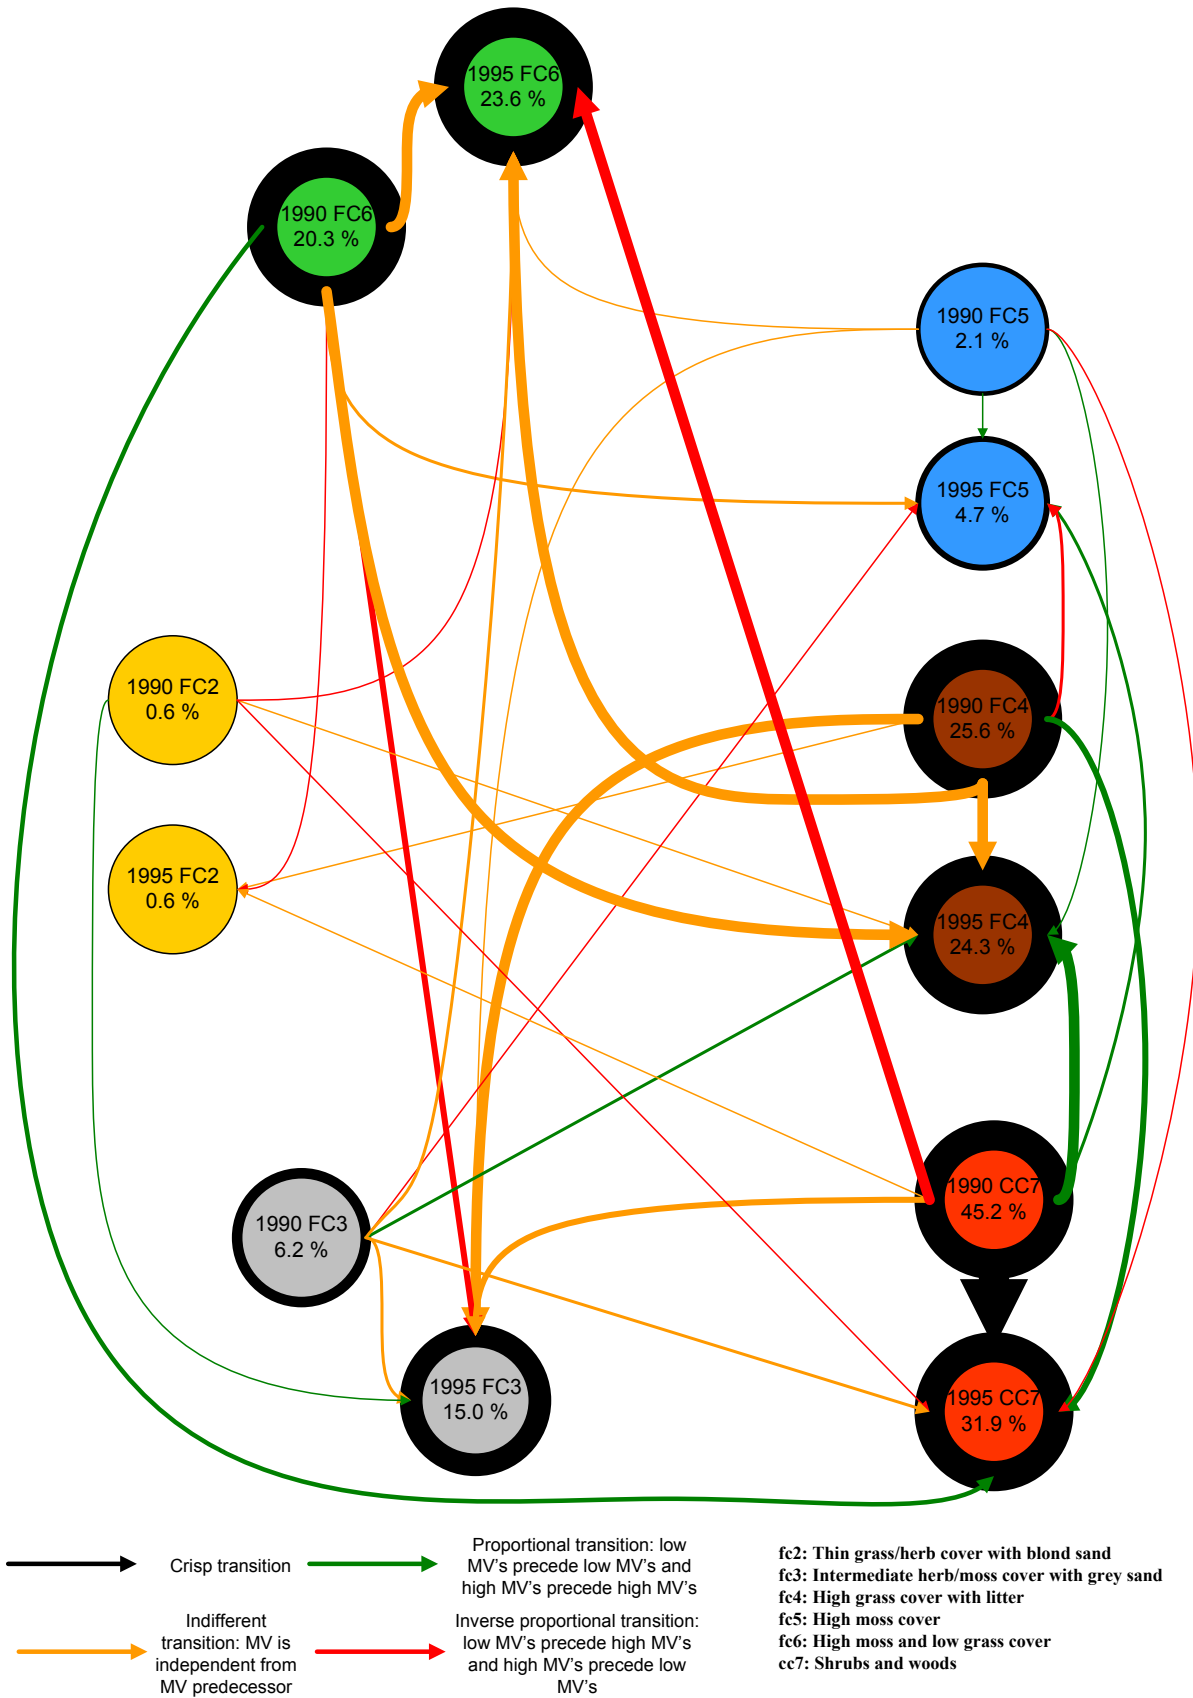 1995 FC6
23.6 %
1990 FC6
20.3 %
1990 FC5
2.1 %
1995 FC5
4.7 %
1990 FC2
0.6 %
1990 FC4
25.6 %
1995 FC2
0.6 %
1995 FC4
24.3 %
1990 FC3
6.2 %
1990 CC7
45.2 %
1995 FC3
15.0 %
1995 CC7
31.9 %
Crisp transition
Proportional transition: low
MV's precede low MV's and
high MV's precede high MV's
Indifferent
transition: MV is
independent from
MV predecessor
Inverse proportional transition:
low MV's precede high MV's
and high MV's precede low
MV's
fc2: Thin grass/herb cover with blond sand
fc3: Intermediate herb/moss cover with grey sand
fc4: High grass cover with litter
fc5: High moss cover
fc6: High moss and low grass cover
cc7: Shrubs and woods